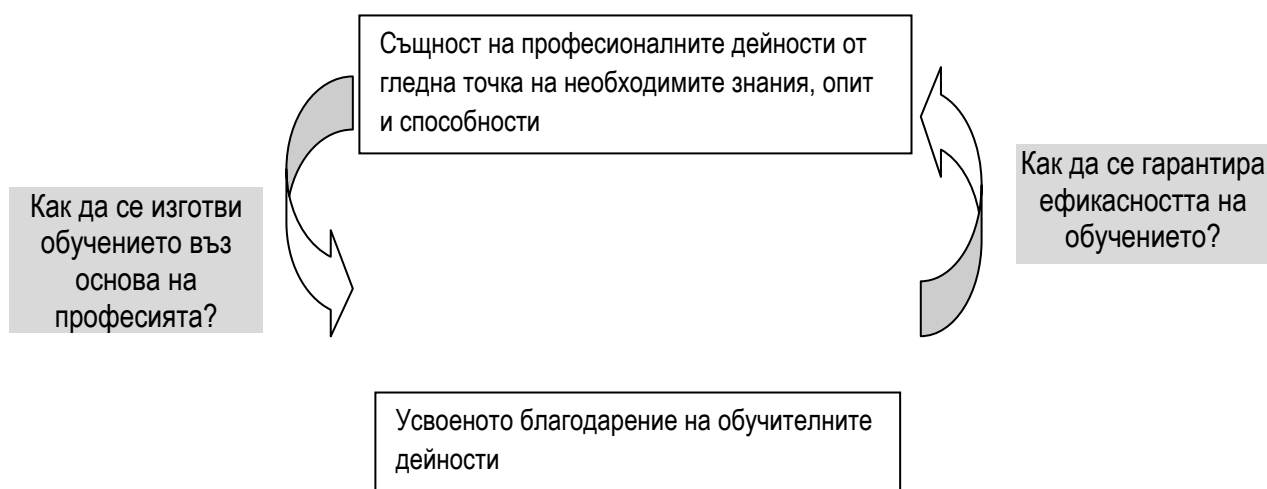 Същност на професионалните дейности от
гледна точка на необходимите знания, опит
и способности
Как да се изготви
обучението въз
основа на
професията?
Как да се гарантира
ефикасността на
обучението?
Усвоеното благодарение на обучителните
дейности